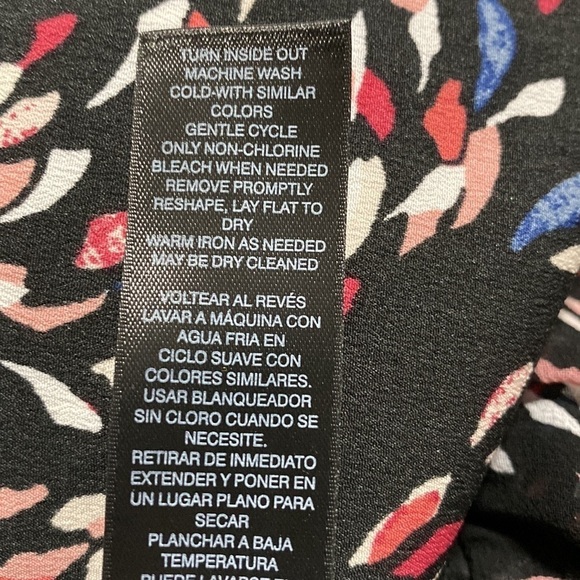 TURN INSIDE OUT
MACHINE WASH
COLD-WITH SIMILAR
COLORS
GENTLE CYCLE
ONLY NON-CHLORINE
BLEACH WHEN NEEDED
REMOVE PROMPTLY
RESHAPE, LAY FLAT TO
DRY
WARM IRON AS NEEDED
MAY BE DRY CLEANED
VOLTEAR AL REVÉS
LAVAR A MÁQUINA CON
AGUA FRIA EN
CICLO SUAVE CON
COLORES SIMILARES.
USAR BLANQUEADOR
SIN CLORO CUANDO SE
NECESITE.
RETIRAR DE INMEDIATO
EXTENDER Y PONER EN
UN LUGAR PLANO PARA
SECAR
PLANCHAR A BAJA
TEMPERATURA
PUEDE LAVARSE